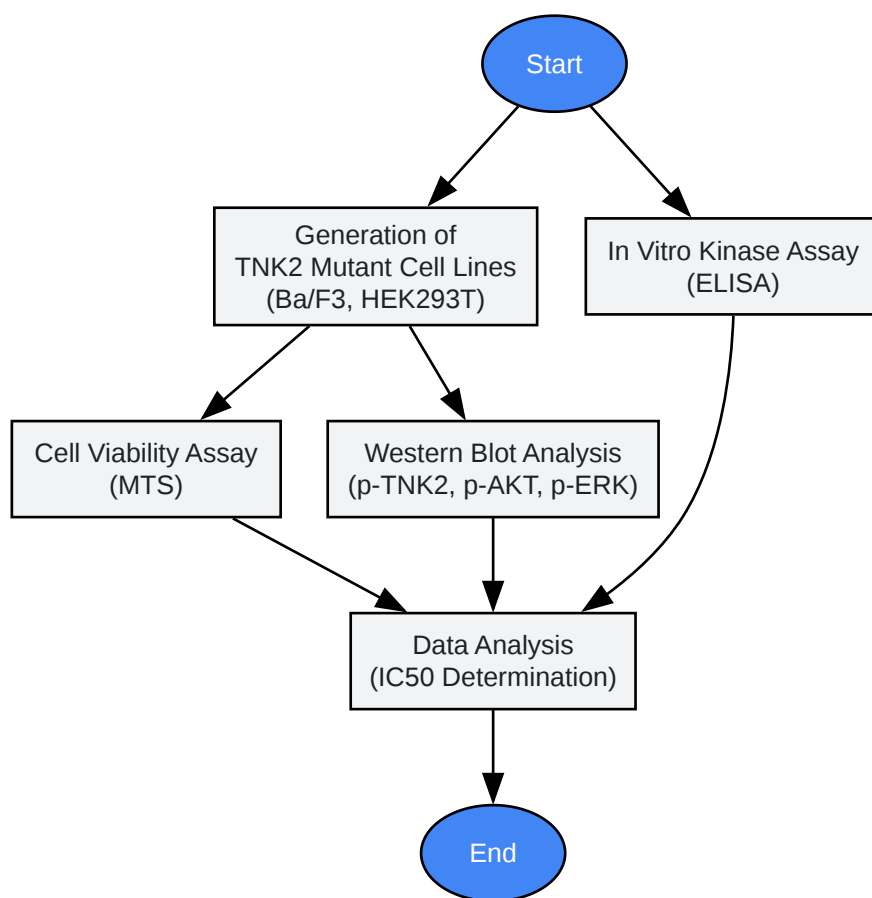 Start
Generation of
TNK2 Mutant Cell Lines
(Ba/F3, HEK293T)
In Vitro Kinase Assay
(ELISA)
Cell Viability Assay
(MTS)
Western Blot Analysis
(p-TNK2, p-AKT, p-ERK)
Data Analysis
(IC50 Determination)
End